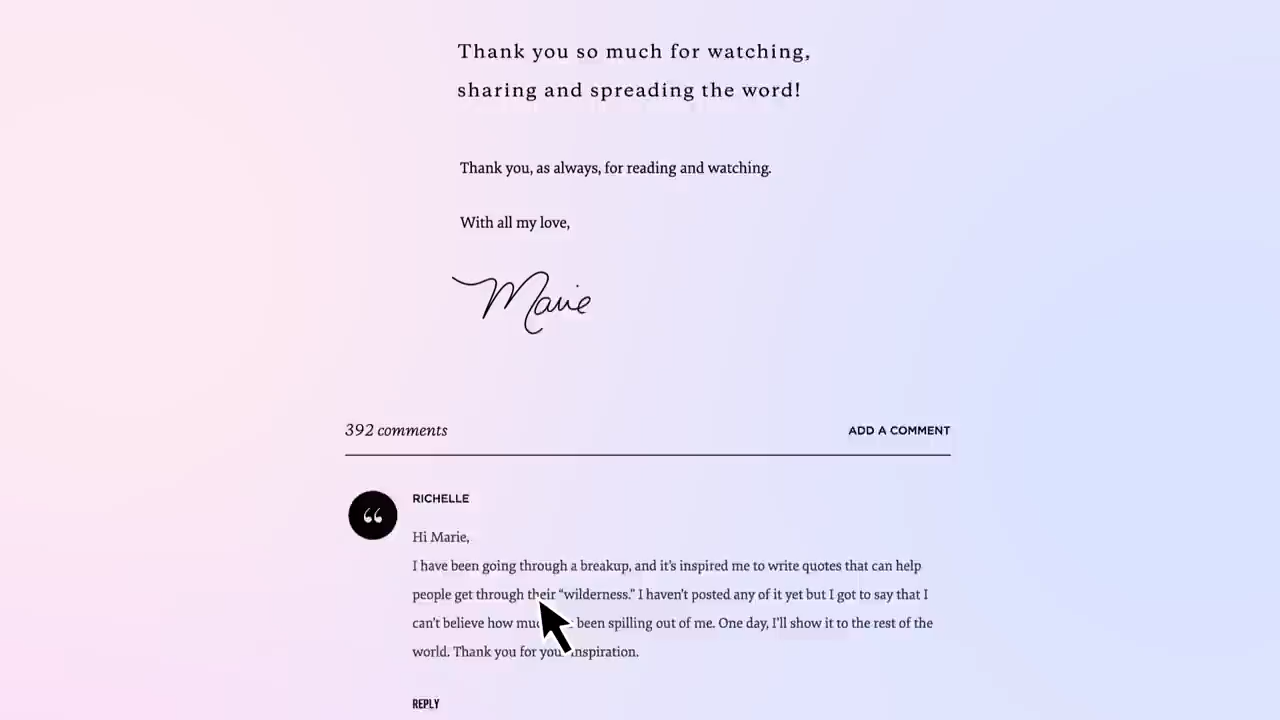 Thank you so much for watching,
sharing and spreading the word!
Thank you, as always, for reading and watching.
With all my love,
Marie
392 comments
ADD A COMMENT
“
RICHELLE
Hi Marie,
I have been going through a breakup, and it's inspired me to write quotes that can help
people get through their “wilderness.” I haven't posted any of it yet but I got to say that I
can't believe how been spilling out of me. One day, I'll show it to the rest of the
world. Thank you for inspiration.
REPLY